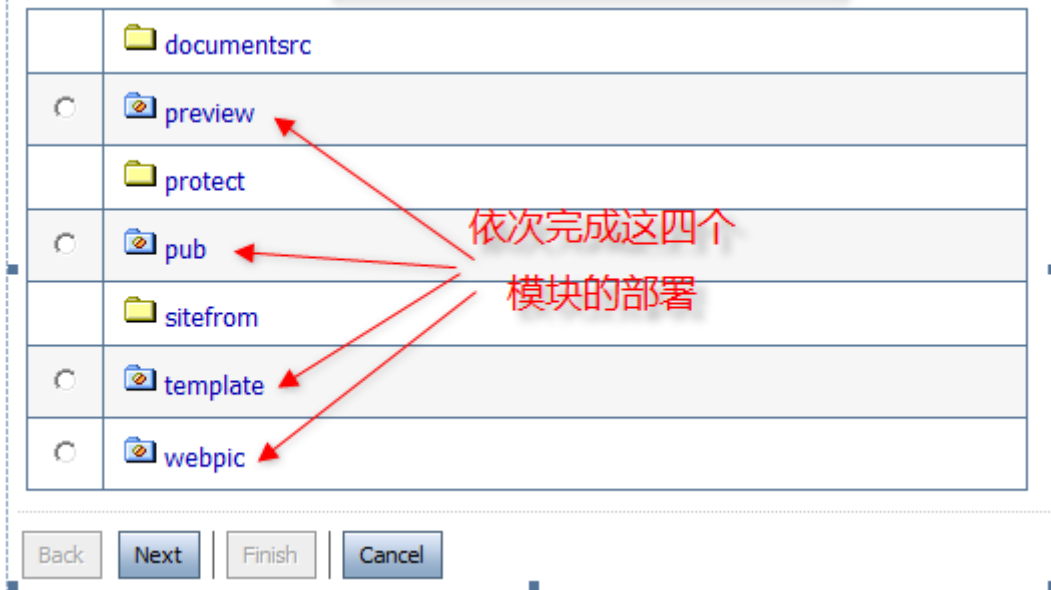 documentsrc
preview
protect
依次完成这四个
pub
模块的部署
sitefrom
template
webpic
Back Next Finish Cancel